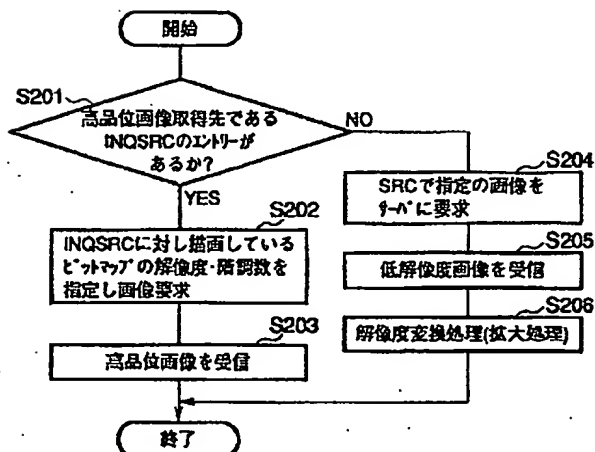 開始
S201
高品位画像取得先である
INQSRCのエントリーが
あるか?
NO
YES
S202
INQSRCに対し描画している
ビットマップの解像度・階調数を
指定し画像要求
S203
高品位画像を受信
S204
SRCで指定の画像を
サーバに要求
S205
低解像度画像を受信
S206
解像度変換処理(拡大処理)
終了